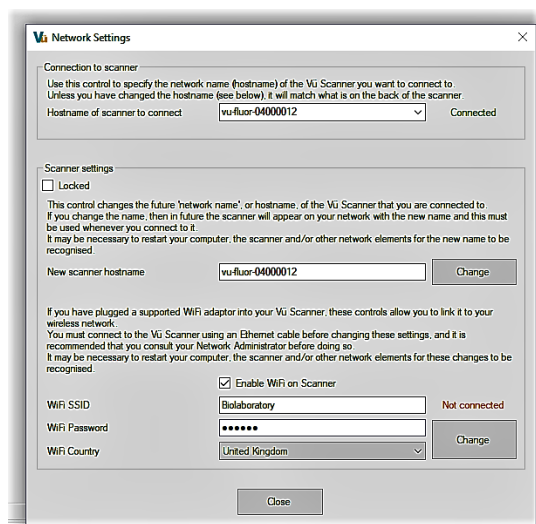 Vü Network Settings
Connection to scanner
Use this control to specify the network name (hostname) of the Vü Scanner you want to connect to.
Unless you have changed the hostname (see below), it will match what is on the back of the scanner.
Hostname of scanner to connect vu-fluor-04000012 Connected
Scanner settings
Locked
This control changes the future 'network name', or hostname, of the Vü Scanner that you are connected to.
If you change the name, then in future the scanner will appear on your network with the new name and this must
be used whenever you connect to it.
It may be necessary to restart your computer, the scanner and/or other network elements for the new name to be
recognised.
New scanner hostname vu-fluor-04000012 Change
If you have plugged a supported WiFi adaptor into your Vü Scanner, these controls allow you to link it to your
wireless network.
You must connect to the Vü Scanner using an Ethernet cable before changing these settings, and it is
recommended that you consult your Network Administrator before doing so.
It may be necessary to restart your computer, the scanner and/or other network elements for these changes to be
recognised.
Enable WiFi on Scanner
WiFi SSID Biolaboratory Not connected
WiFi Password ●●●●●●
Change
WiFi Country United Kingdom
Close